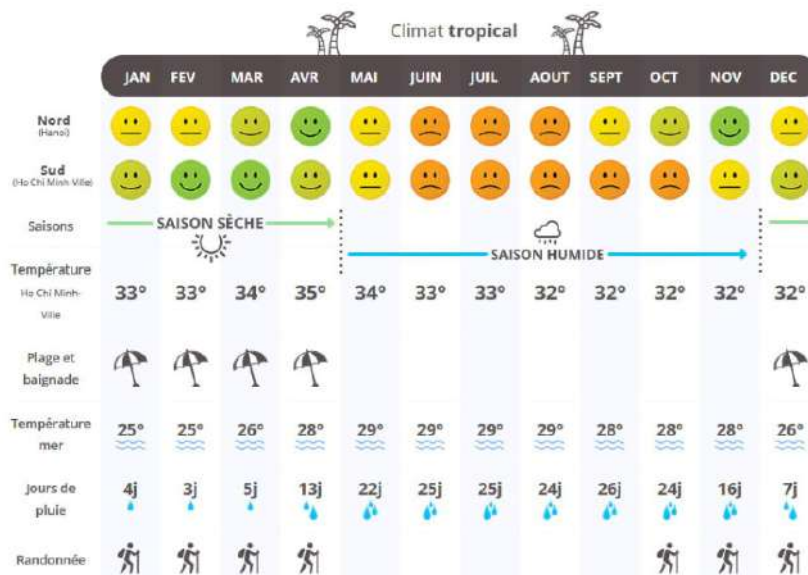 Climat tropical
JAN FEV MAR AVR MAI JUIN JUIL AOUT SEPT OCT NOV DEC
Nord
(Hanoi)
Sud
(Ho Chi Minh Ville)
Saisons
SAISON SÈCHE
SAISON HUMIDE
Température
Ho Chi Minh-
Ville
33° 33° 34° 35° 34° 33° 33° 32° 32° 32° 32° 32°
Plage et
baignade
Température
mer
25° 25° 26° 28° 29° 29° 29° 29° 28° 28° 28° 26°
Jours de
pluie
4j 3j 5j 13j 22j 25j 25j 24j 26j 24j 16j 7j
Randonnée